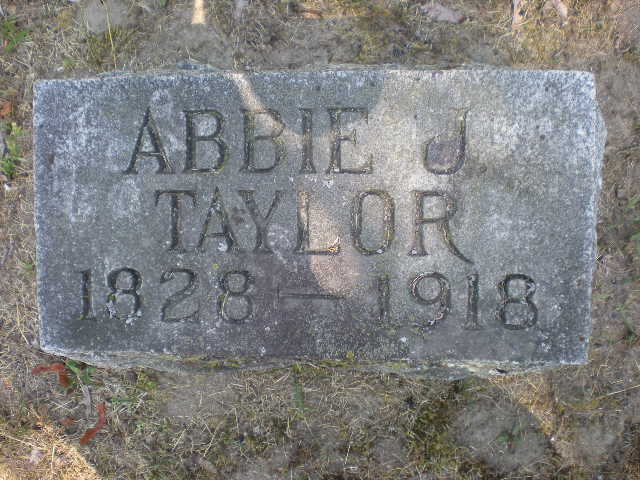 ABBIE J
TAYLOR
1828 — 1918